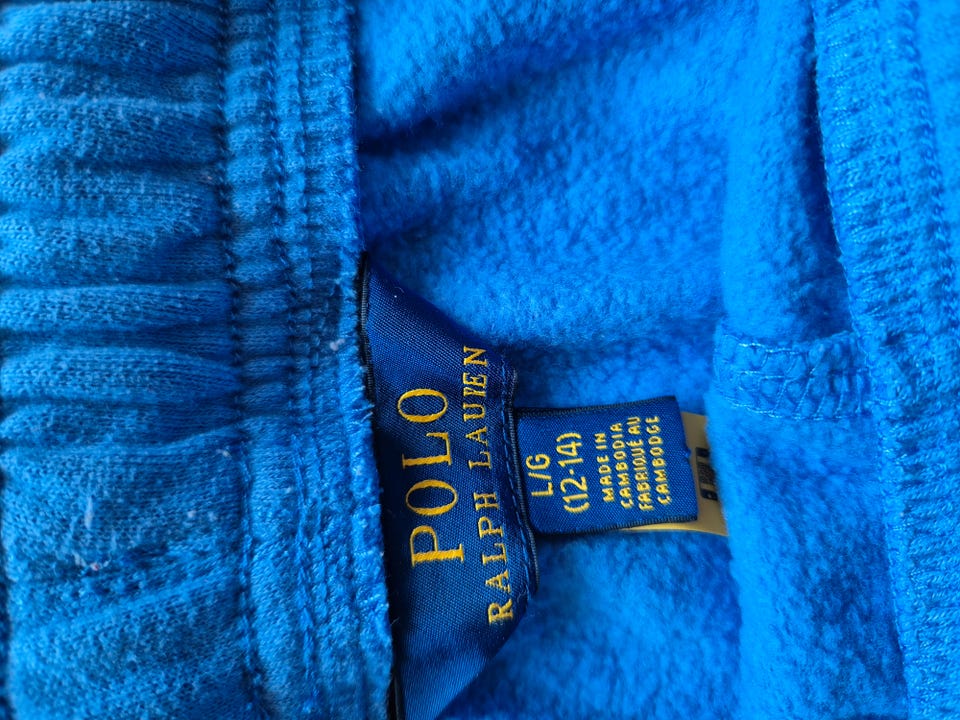 POLO
RALPH LAUREN
L/G
(12-14)
MADE IN
CAMBODIA
FABRIQUÉ AU
CAMBODGE